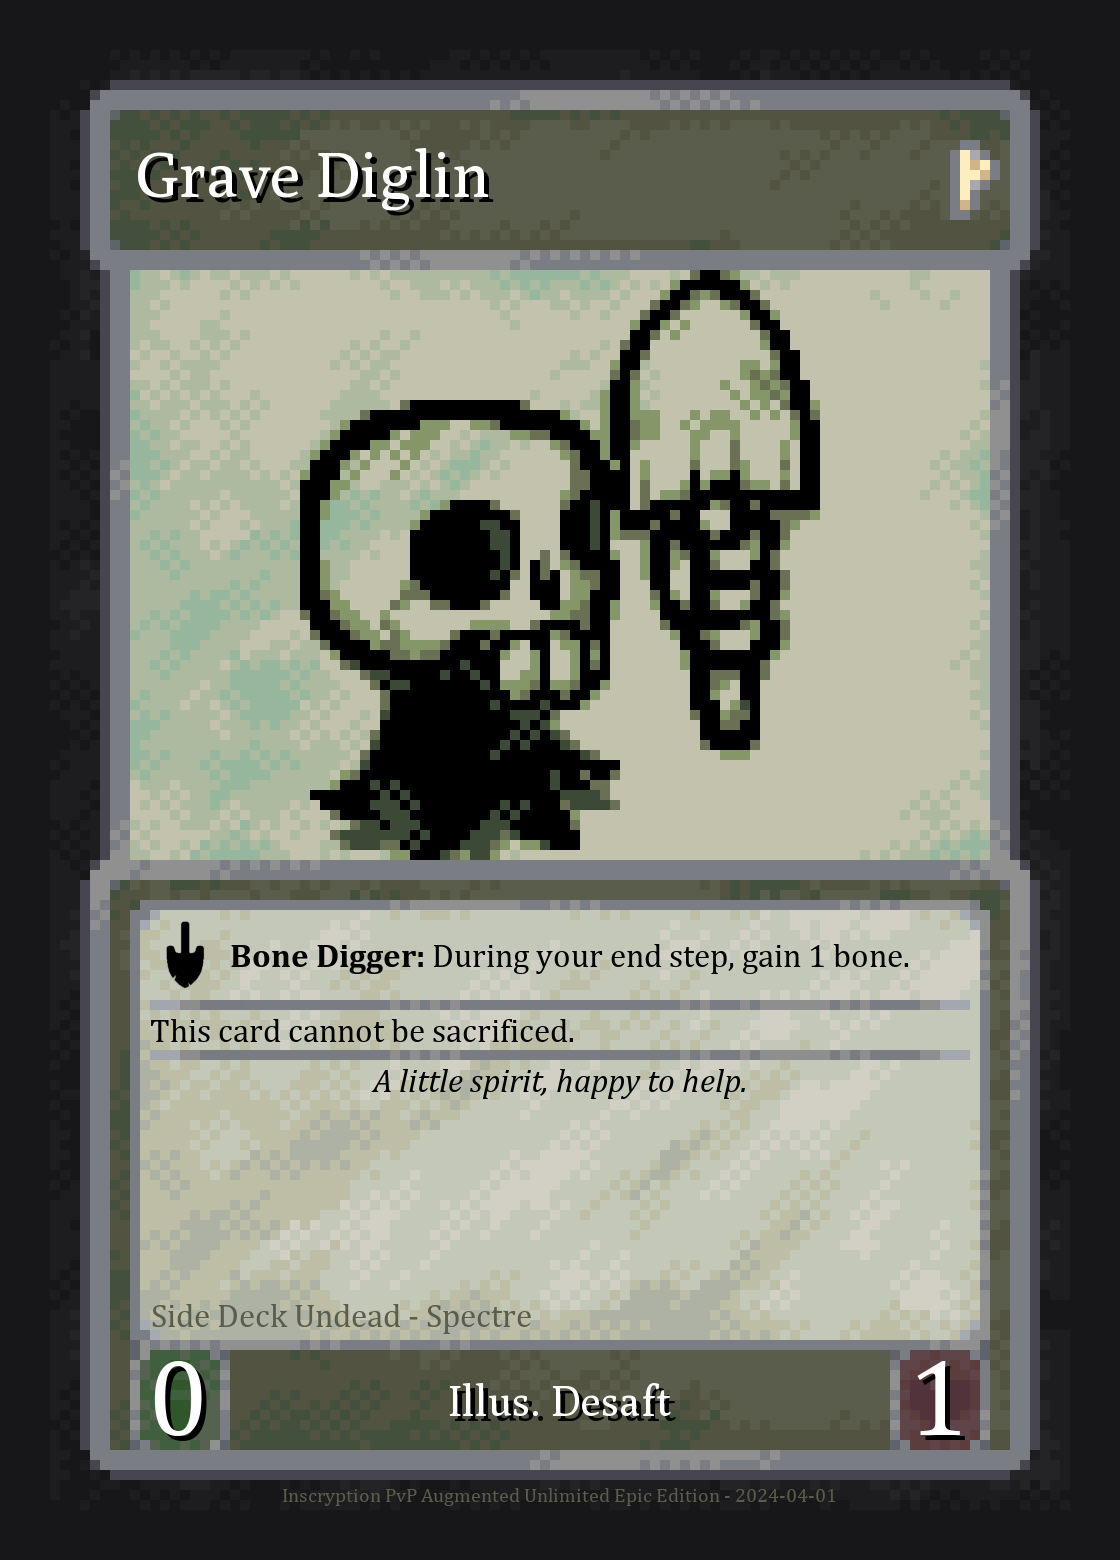 Grave Diglin
Bone Digger: During your end step, gain 1 bone.
This card cannot be sacrificed.
A little spirit, happy to help.
Side Deck Undead - Spectre
0
Illus. Desaft
1
Inscryption PvP Augmented Unlimited Epic Edition - 2024-04-01